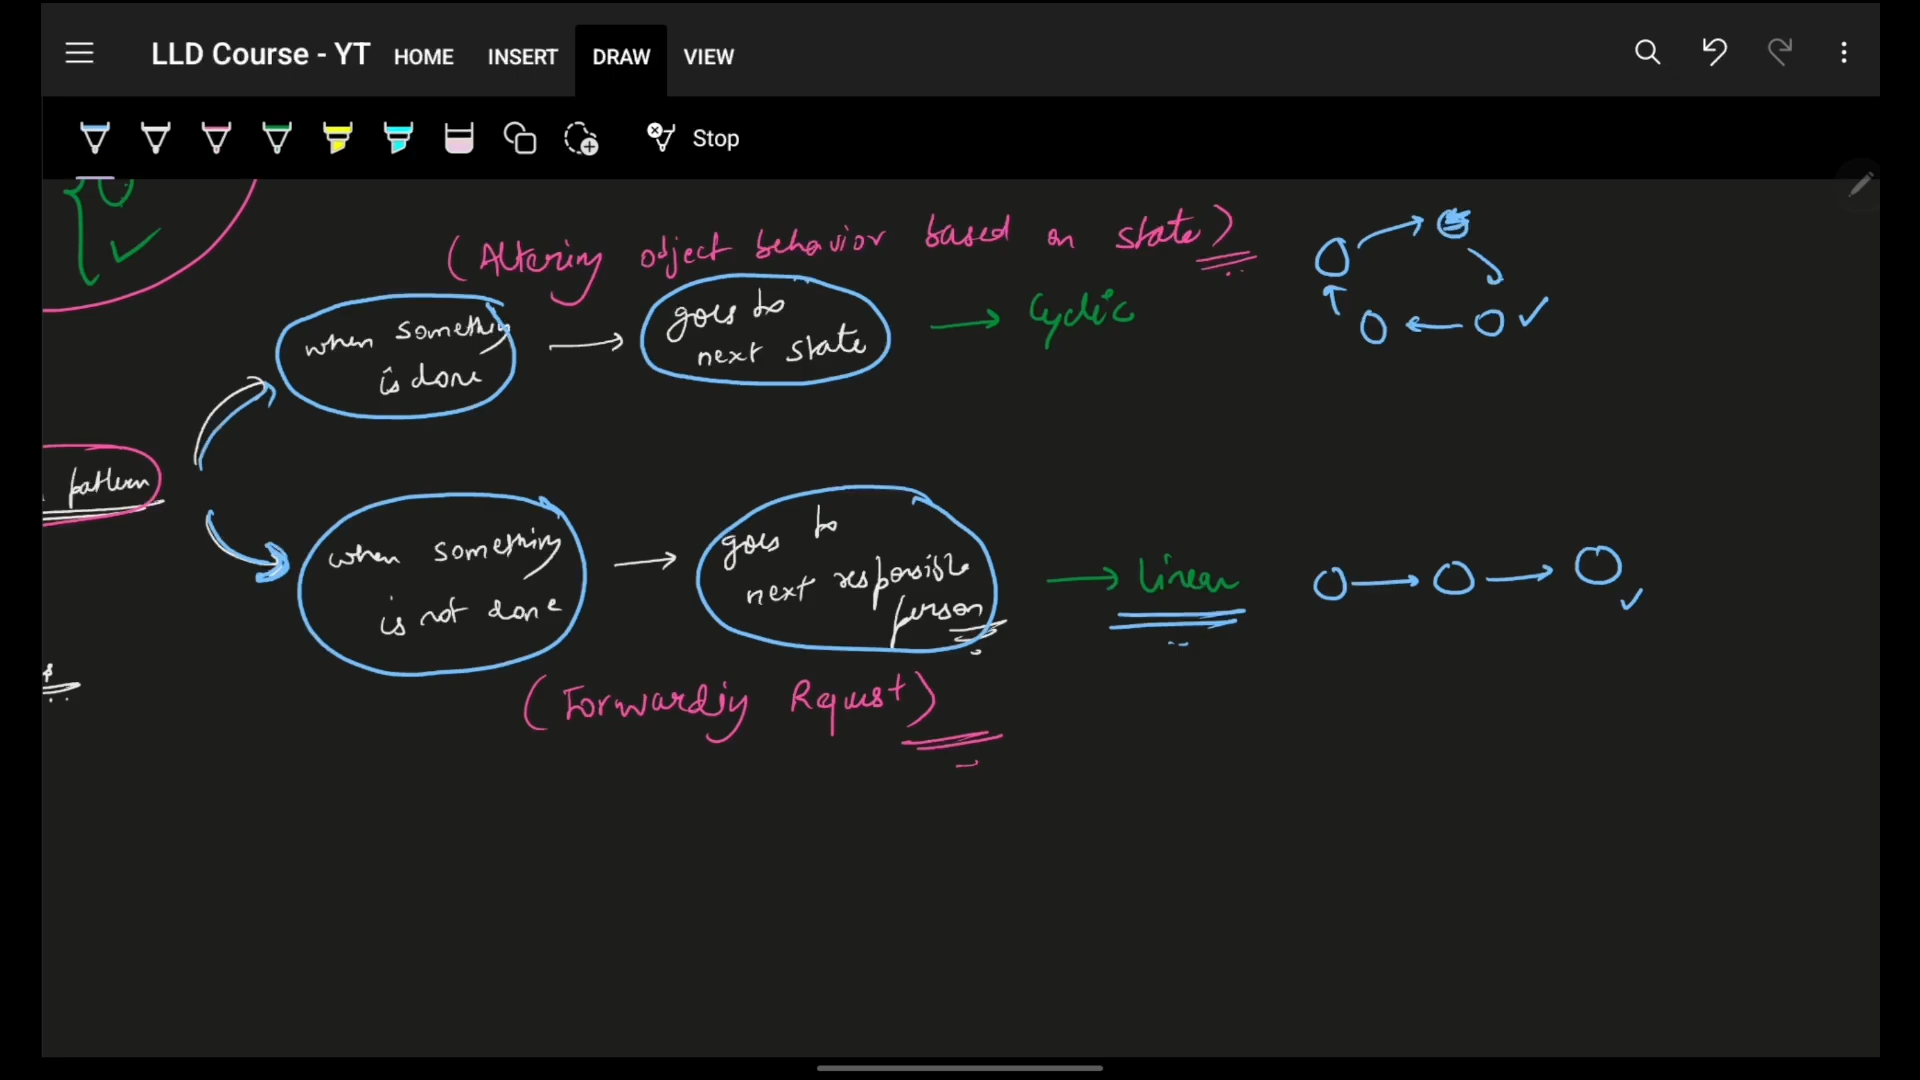 LLD Course - YT HOME INSERT DRAW VIEW
Stop
(Altering object behavior based on state)
when something
is done
goes to
next state
Cyclic
pattern
when something
is not done
goes to
next responsible
person
Linear
(Forwarding Request)